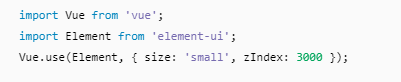 import Vue from 'vue';
import Element from 'element-ui';
Vue.use(Element, { size: 'small', zIndex: 3000 });